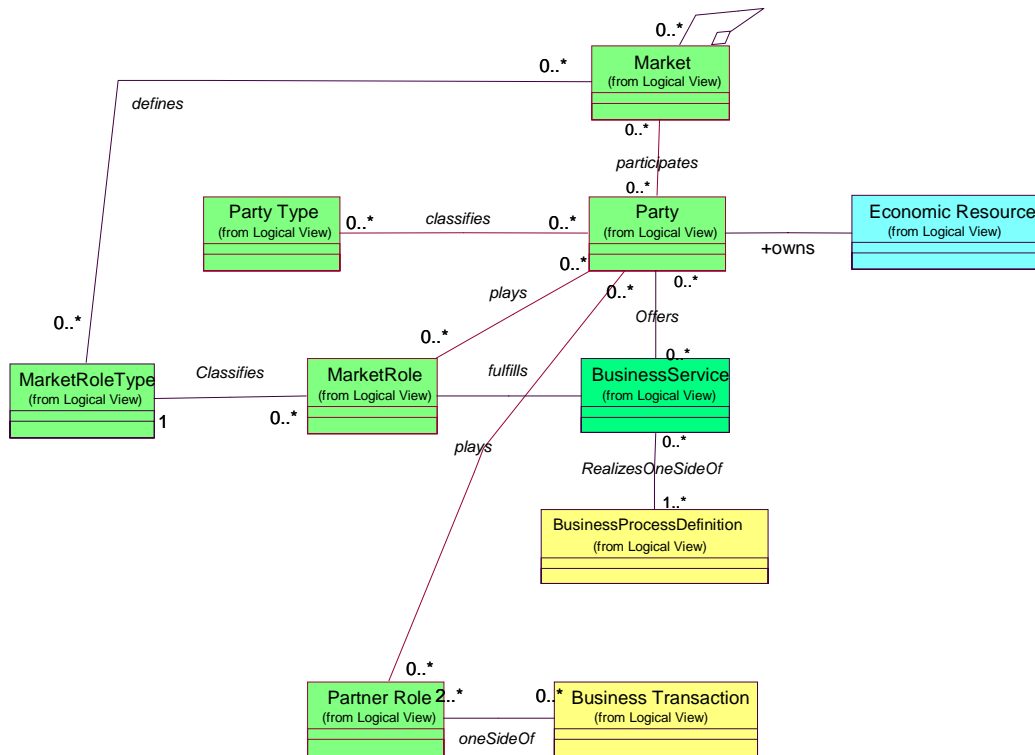 0..*
Market
(from Logical View)
0..*
defines
0..*
participates
0..*
Party Type
(from Logical View)
0..*
classifies
0..*
Party
(from Logical View)
+owns
Economic Resource
(from Logical View)
0..*
plays
0..*
0..*
0..*
Offers
0..*
0..*
MarketRoleType
(from Logical View)
1
Classifies
0..*
MarketRole
(from Logical View)
fulfills
BusinessService
(from Logical View)
0..*
plays
RealizesOneSideOf
1..*
BusinessProcessDefinition
(from Logical View)
0..*
Partner Role
(from Logical View)
2..*
oneSideOf
0..*
Business Transaction
(from Logical View)